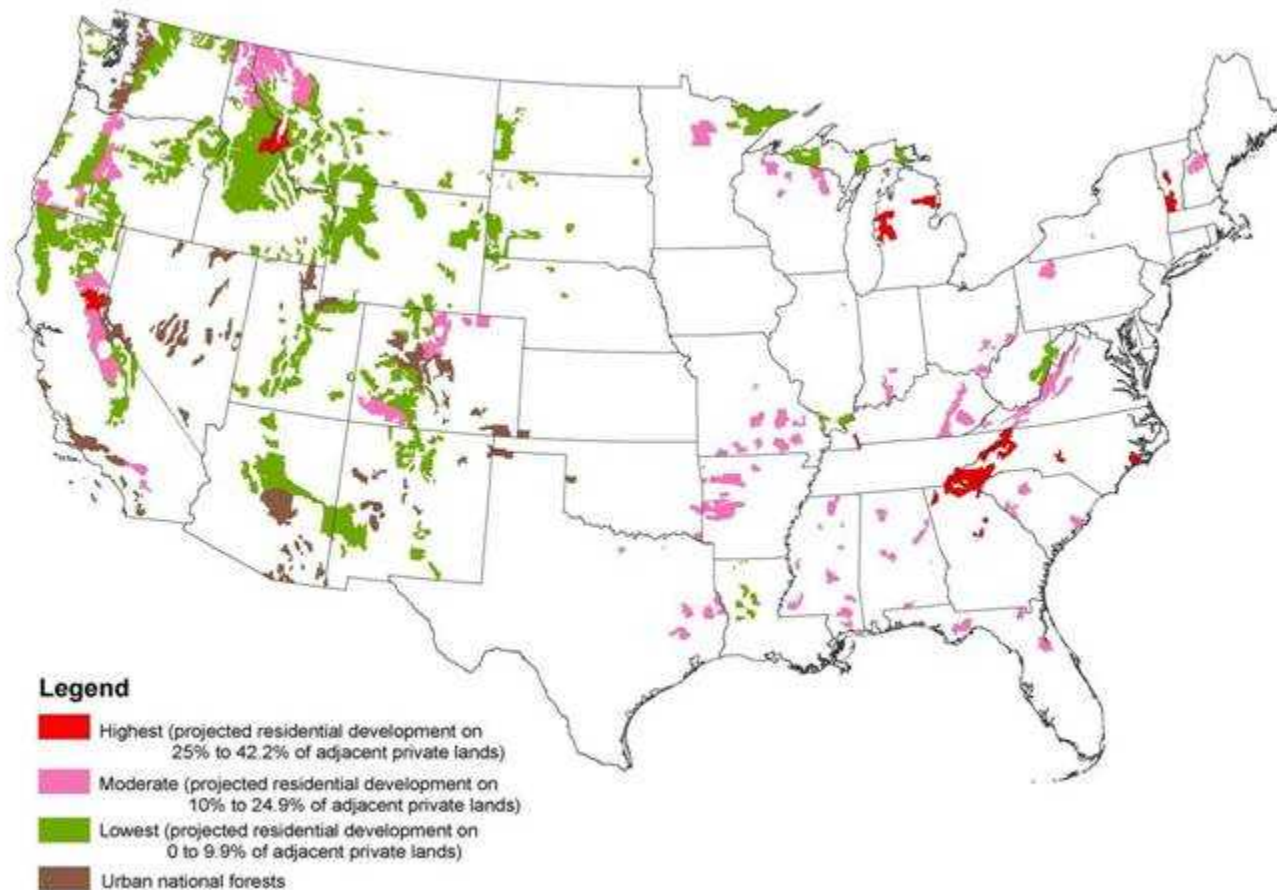 Legend
Highest (projected residential development on
25% to 42.2% of adjacent private lands)
Moderate (projected residential development on
10% to 24.9% of adjacent private lands)
Lowest (projected residential development on
0 to 9.9% of adjacent private lands)
Urban national forests